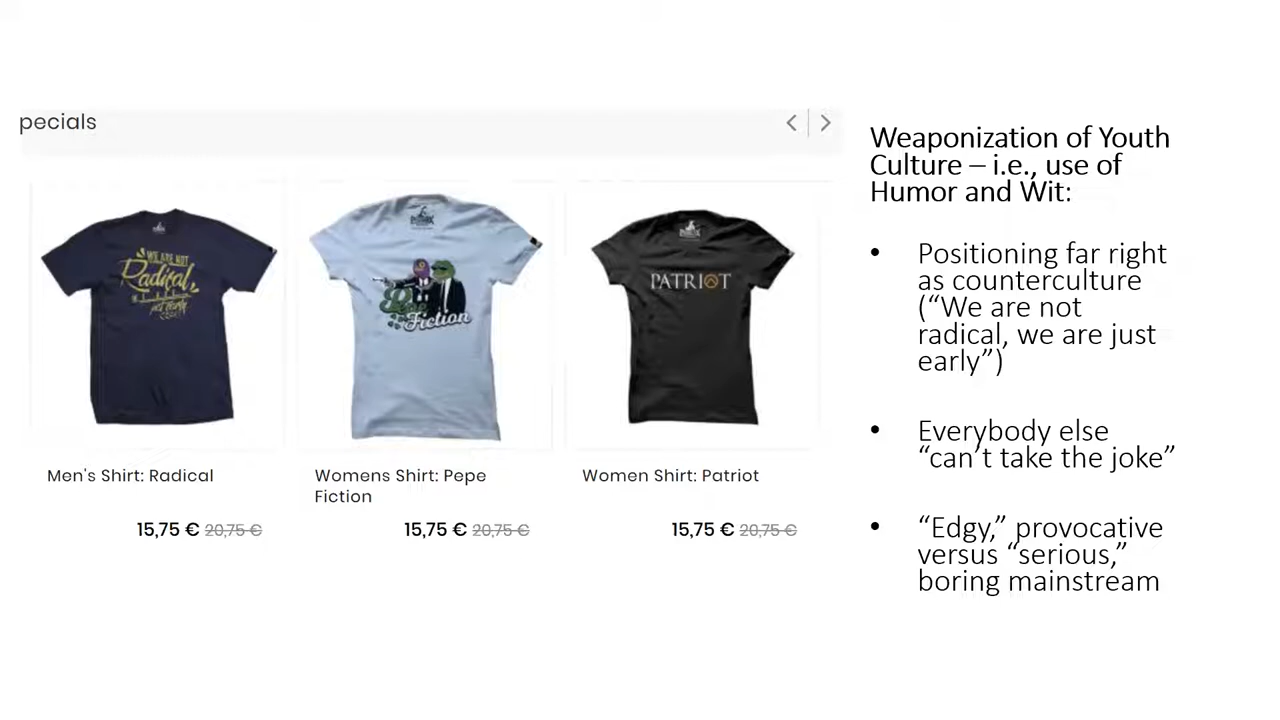 pecials
WE ARE NOT
Radical
just early
Pepe
Fiction
PATRIOT
Men's Shirt: Radical
15,75 € 20,75 €
Womens Shirt: Pepe
Fiction
15,75 € 20,75 €
Women Shirt: Patriot
15,75 € 20,75 €
Weaponization of Youth
Culture – i.e., use of
Humor and Wit:
• Positioning far right
as counterculture
(“We are not
radical, we are just
early”)
• Everybody else
“can’t take the joke”
• “Edgy,” provocative
versus “serious,”
boring mainstream